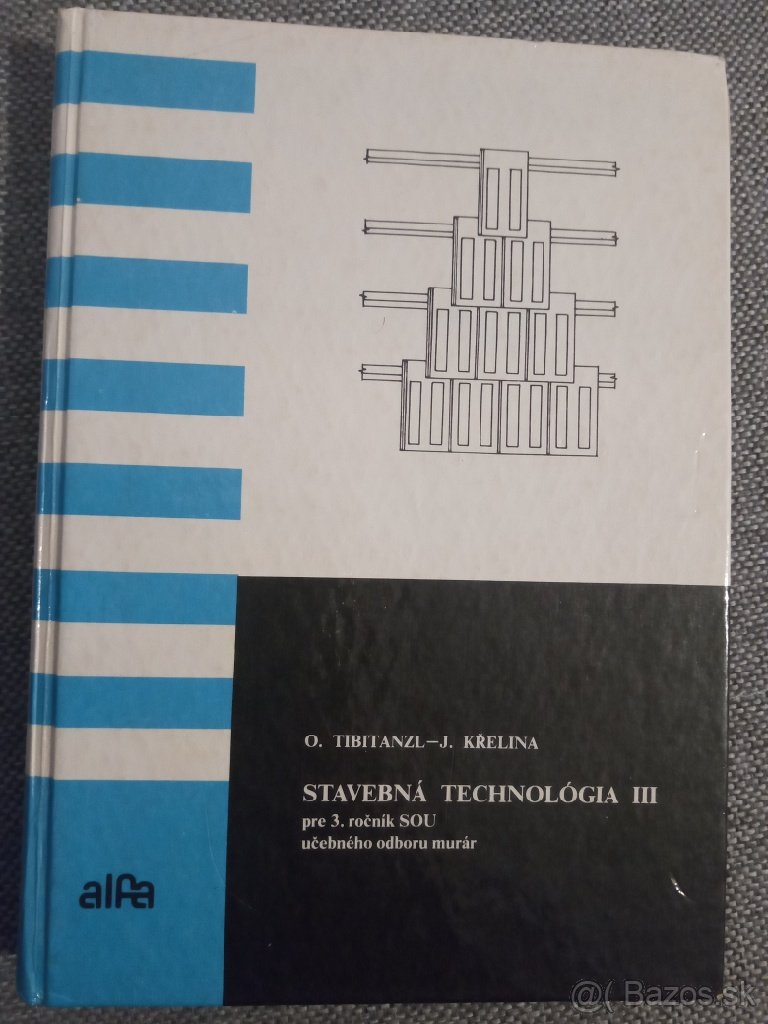 O. TIBITANZL–J. KŘELINA
STAVEBNÁ TECHNOLÓGIA III
pre 3. ročník SOU
učebného odboru murár
alfa
@( Bazos.sk